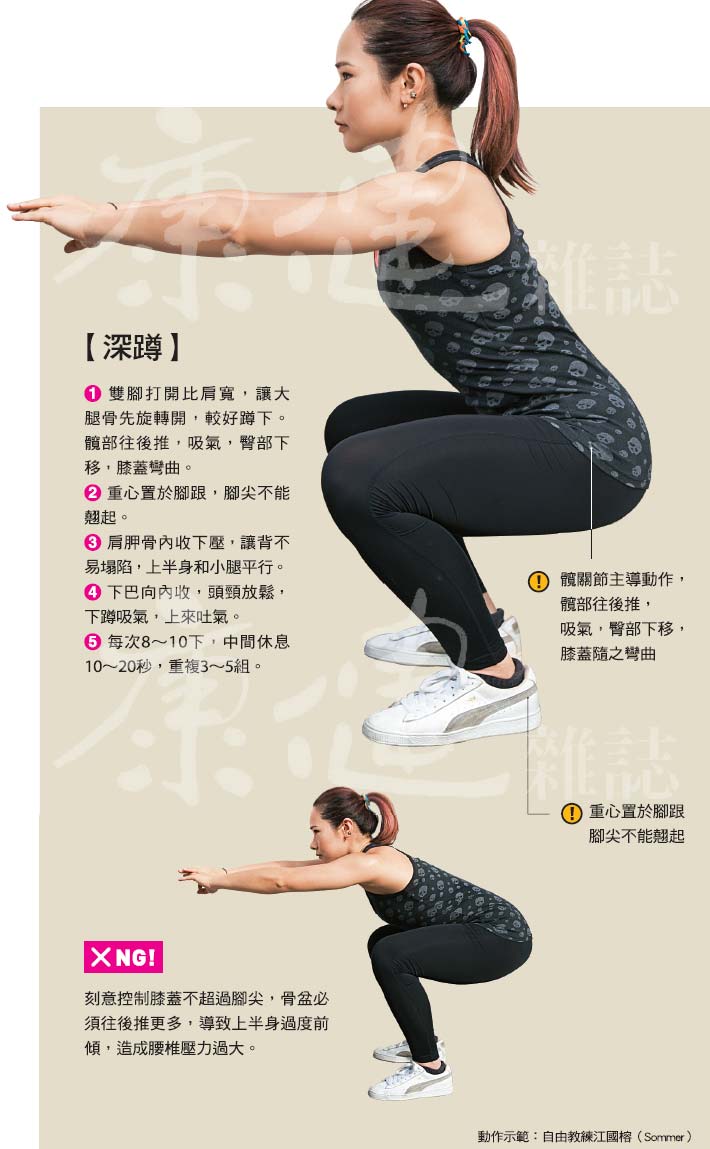 康健雜誌
【深蹲】
1 雙腳打開比肩寬，讓大
腿骨先旋轉開，較好蹲下。
髖部往後推，吸氣，臀部下
移，膝蓋彎曲。
2 重心置於腳跟，腳尖不能
翹起。
3 肩胛骨內收下壓，讓背不
易塌陷，上半身和小腿平行。
4 下巴向內收，頭頸放鬆，
下蹲吸氣，上來吐氣。
5 每次8～10下，中間休息
10～20秒，重複3～5組。
! 髖關節主導動作，
髖部往後推，
吸氣，臀部下移，
膝蓋隨之彎曲
康健雜誌
! 重心置於腳跟
腳尖不能翹起
NG!
刻意控制膝蓋不超過腳尖，骨盆必
須往後推更多，導致上半身過度前
傾，造成腰椎壓力過大。
動作示範：自由教練江國榕（Sommer）